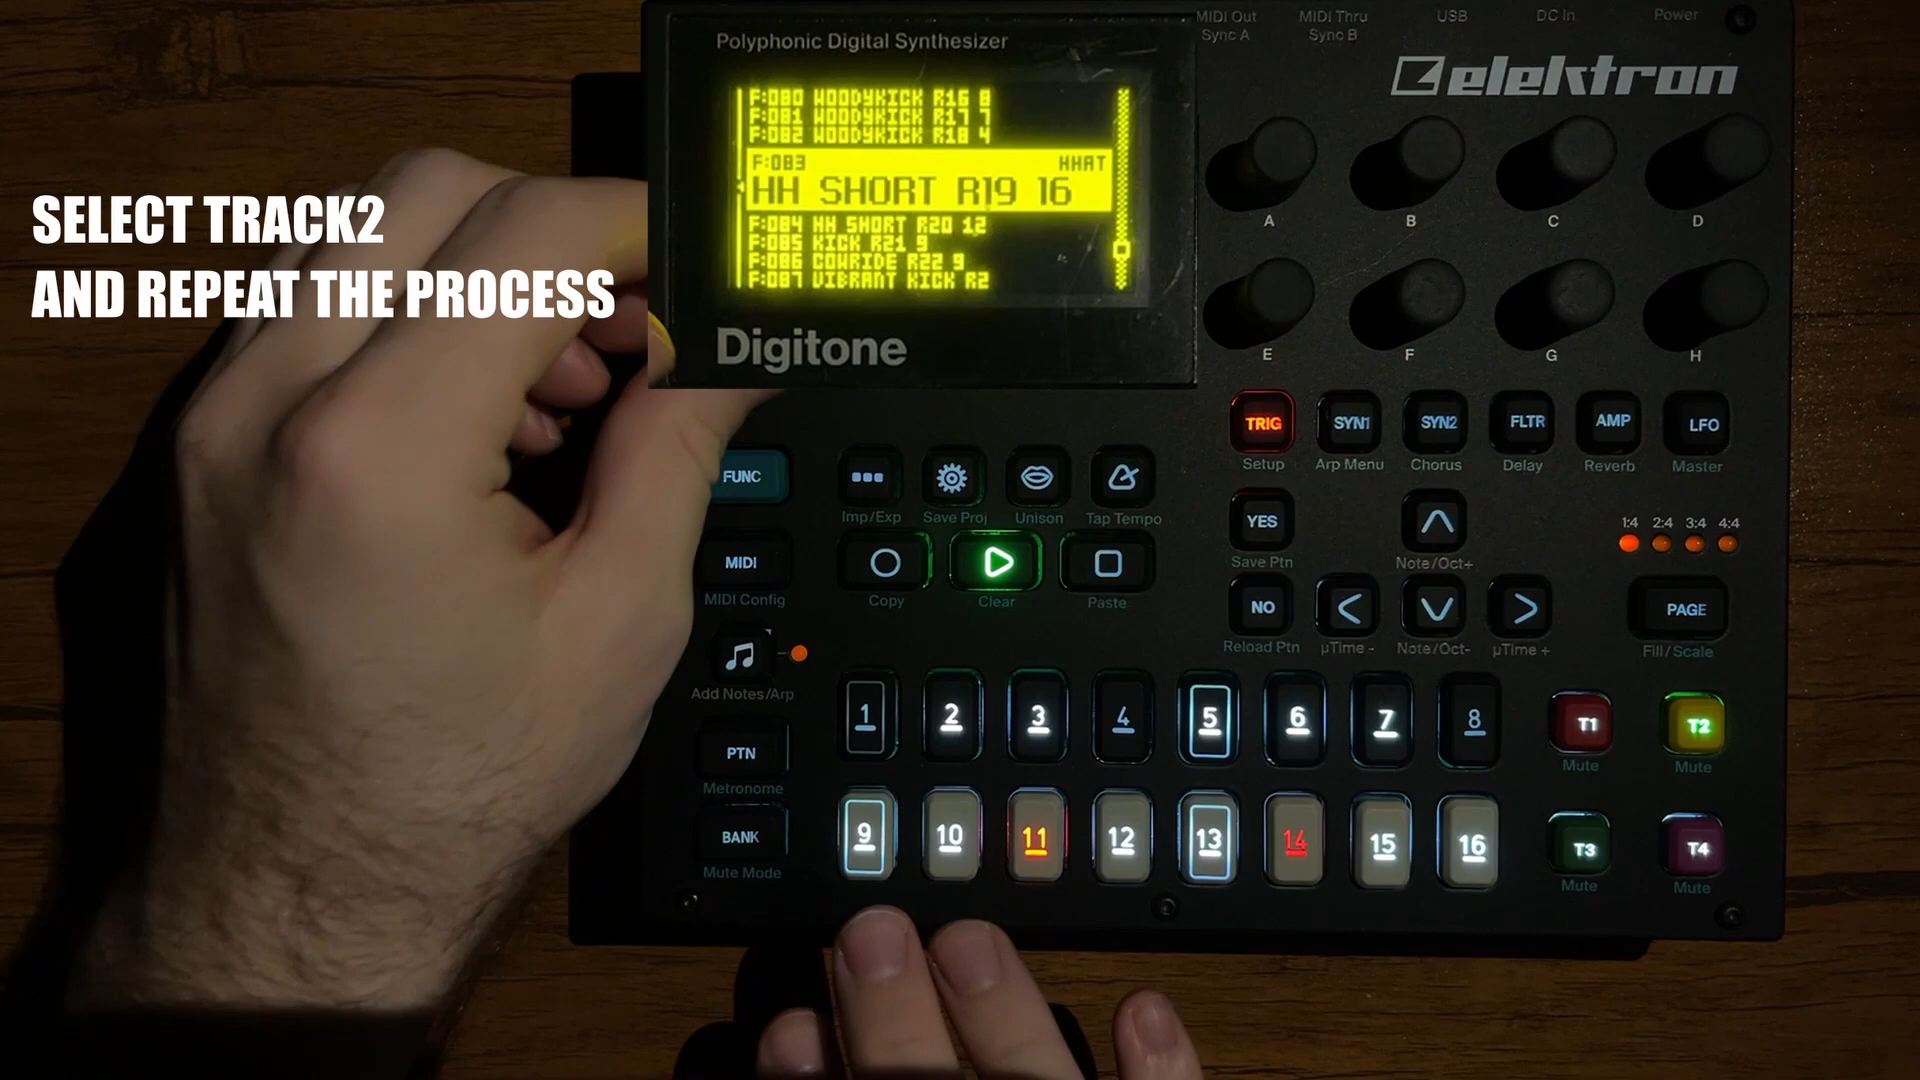 SELECT TRACK2
AND REPEAT THE PROCESS
Polyphonic Digital Synthesizer
F:080 WOODYKICK R16 8
F:081 WOODYKICK R17 7
F:082 WOODYKICK R18 4
F:083 HHAT
HH SHORT R19 16
F:084 HH SHORT R20 12
F:085 KICK R21 9
F:086 COWRIDE R22 9
F:087 VIBRANT KICK R2
Digitone
MIDI Out MIDI Thru USB DC In Power
Sync A Sync B
elektron
A B C D
E F G H
TRIG SYN1 SYN2 FLTR AMP LFO
Setup Arp Menu Chorus Delay Reverb Master
FUNC
Imp/Exp Save Proj Unison Tap Tempo
YES
Save Ptn Note/Oct+
1:4 2:4 3:4 4:4
MIDI
MIDI Config Copy Clear Paste
NO PAGE
Reload Ptn µTime - Note/Oct- µTime + Fill/Scale
Add Notes/Arp
1 2 3 4 5 6 7 8 T1 T2
Mute Mute
PTN
Metronome
9 10 11 12 13 14 15 16 T3 T4
Mute Mute
BANK
Mute Mode